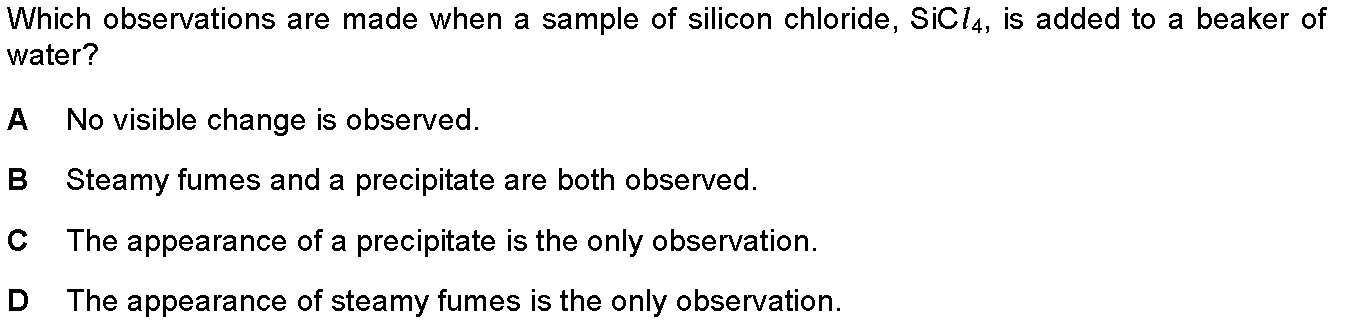 Which observations are made when a sample of silicon chloride, SiCl₄, is added to a beaker of
water?
A No visible change is observed.
B Steamy fumes and a precipitate are both observed.
C The appearance of a precipitate is the only observation.
D The appearance of steamy fumes is the only observation.